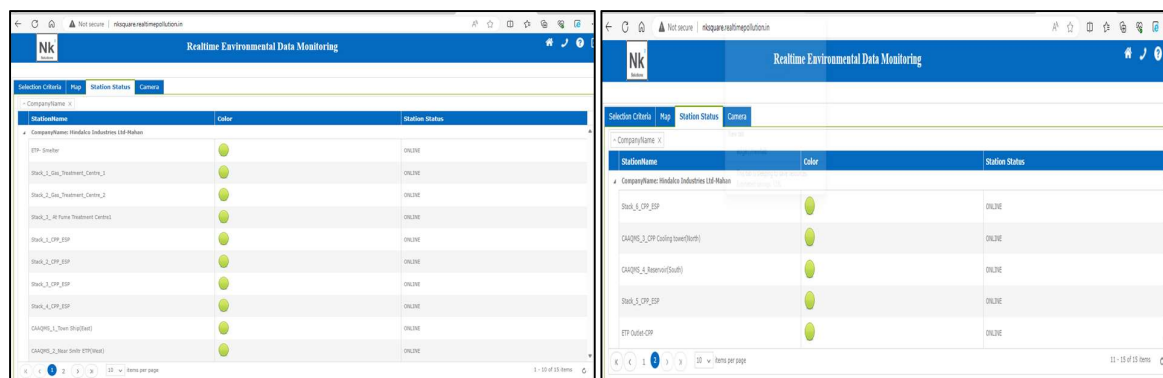 Not secure | nksquare.realtimepollution.in
Nk
Realtime Environmental Data Monitoring
Selection Criteria Map Station Status Camera
CompanyName X
StationName Color Station Status
CompanyName: Hindalco Industries Ltd-Mahan
ETP- Smelter ONLINE
Stack_1_Gas_Treatment_Centre_1 ONLINE
Stack_2_Gas_Treatment_Centre_2 ONLINE
Stack_3_ At Fume Treatment Centre1 ONLINE
Stack_1_CPP_ESP ONLINE
Stack_2_CPP_ESP ONLINE
Stack_3_CPP_ESP ONLINE
Stack_4_CPP_ESP ONLINE
CAAQMS_1_Town Ship(East) ONLINE
CAAQMS_2_Near Smltr ETP(West) ONLINE
1 2 10 items per page 1 - 10 of 15 items
Not secure | nksquare.realtimepollution.in
Nk
Realtime Environmental Data Monitoring
Selection Criteria Map Station Status Camera
CompanyName X
StationName Color Station Status
CompanyName: Hindalco Industries Ltd-Mahan
Stack_6_CPP_ESP ONLINE
CAAQMS_3_CPP Cooling tower(North) ONLINE
CAAQMS_4_Reservoir(South) ONLINE
Stack_5_CPP_ESP ONLINE
ETP Outlet-CPP ONLINE
1 2 10 items per page 11 - 15 of 15 items